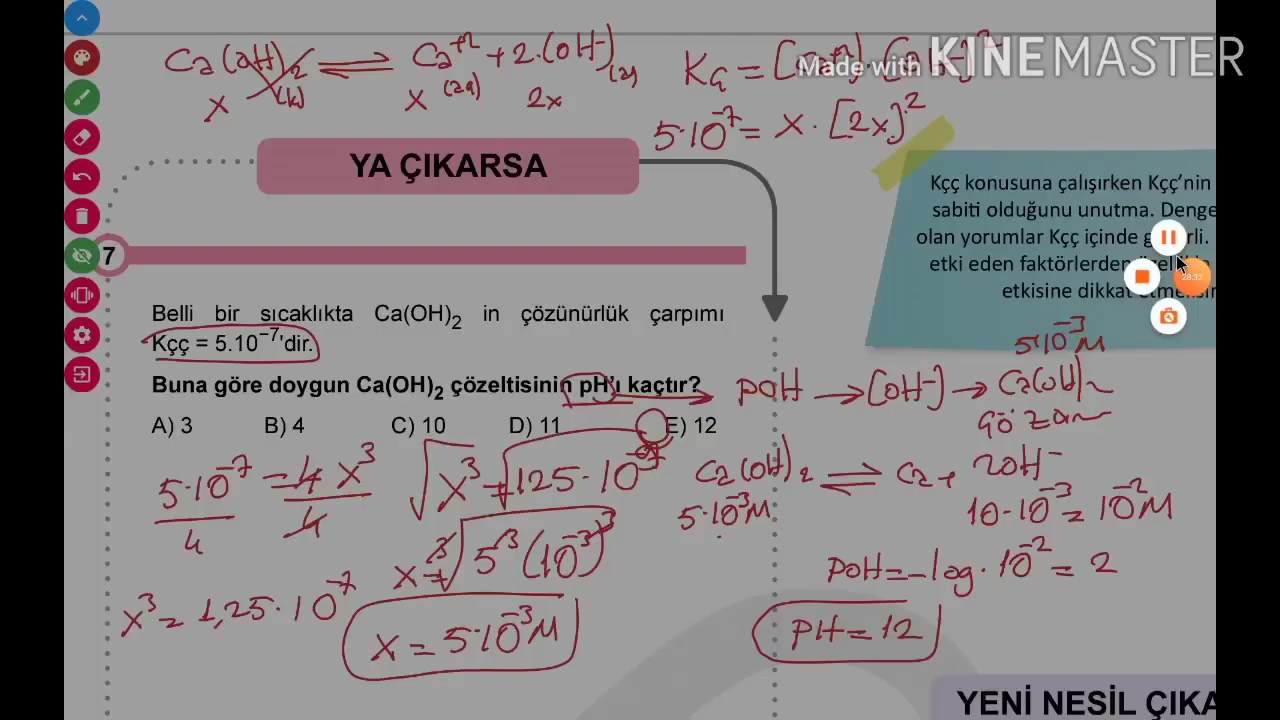 Ca(OH)2(k) ⇌ Ca+2(aq) + 2.(OH-)(aq)
X X 2x
Made with KINEMASTER
5·10-7 = X·[2x]2
YA ÇIKARSA
Kçç konusuna çalışırken Kçç'nin
sabiti olduğunu unutma. Denge
olan yorumlar Kçç içinde
etki eden faktörlerden
etkisine dikkat
28:32
7
Belli bir sıcaklıkta Ca(OH)2 in çözünürlük çarpımı
Kçç = 5.10−7'dir.
Buna göre doygun Ca(OH)2 çözeltisinin pH'ı kaçtır?
A) 3 B) 4 C) 10 D) 11 E) 12
5·10-3 M
POH → [OH-] → Ca(OH)2
5·10-7 / 4 = 4x3 / 4
x3 = 1,25·10-7
x3 = 125·10-9
x = 3√53(10-3)3
x = 5·10-3 M
Ca(OH)2 ⇌ Ca + 2OH-
5·10-3 M 10·10-3 = 10-2 M
POH = -log·10-2 = 2
PH = 12
YENİ NESİL ÇIKA